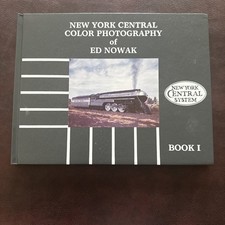 NEW YORK CENTRAL
COLOR PHOTOGRAPHY
of
ED NOWAK
NEW YORK
CENTRAL
SYSTEM
BOOK I